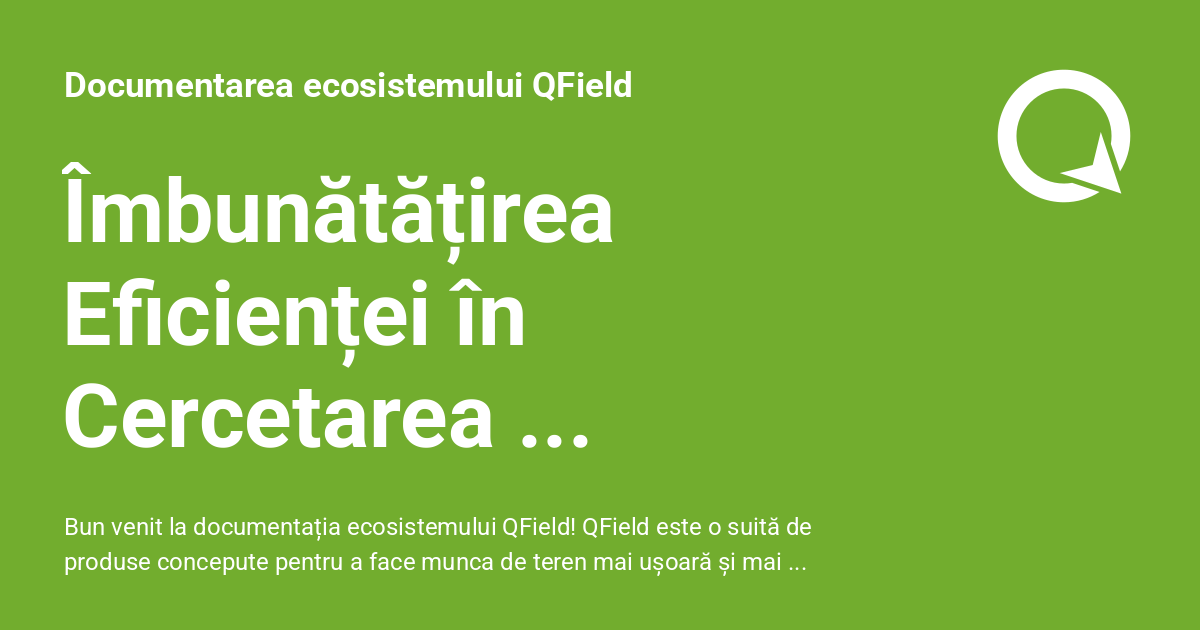 Documentarea ecosistemului QField
Îmbunătățirea
Eficienței în
Cercetarea ...
Bun venit la documentația ecosistemului QField! QField este o suită de
produse concepute pentru a face munca de teren mai ușoară și mai ...